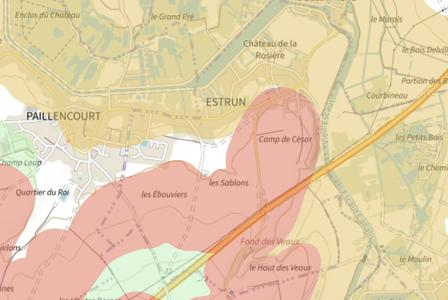 Enclos du Château
le Grand Pré
le Marais
Château de la
Rosière
le Bois Delsa
Portion des B
ESTRUN
Courbineau
PAILLENCOURT
Camp de César
les Petits Bois
Champ Loup
le Chemi
Quartier du Roi
les Sablons
les Ébouviers
Fond des Veaux
le Moulin
le Haut des Veaux